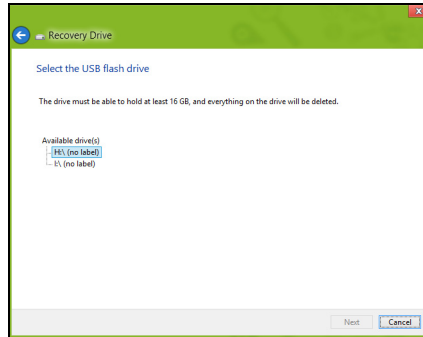 Recovery Drive
Select the USB flash drive
The drive must be able to hold at least 16 GB, and everything on the drive will be deleted.
Available drive(s)
H:\ (no label)
I:\ (no label)
Next
Cancel